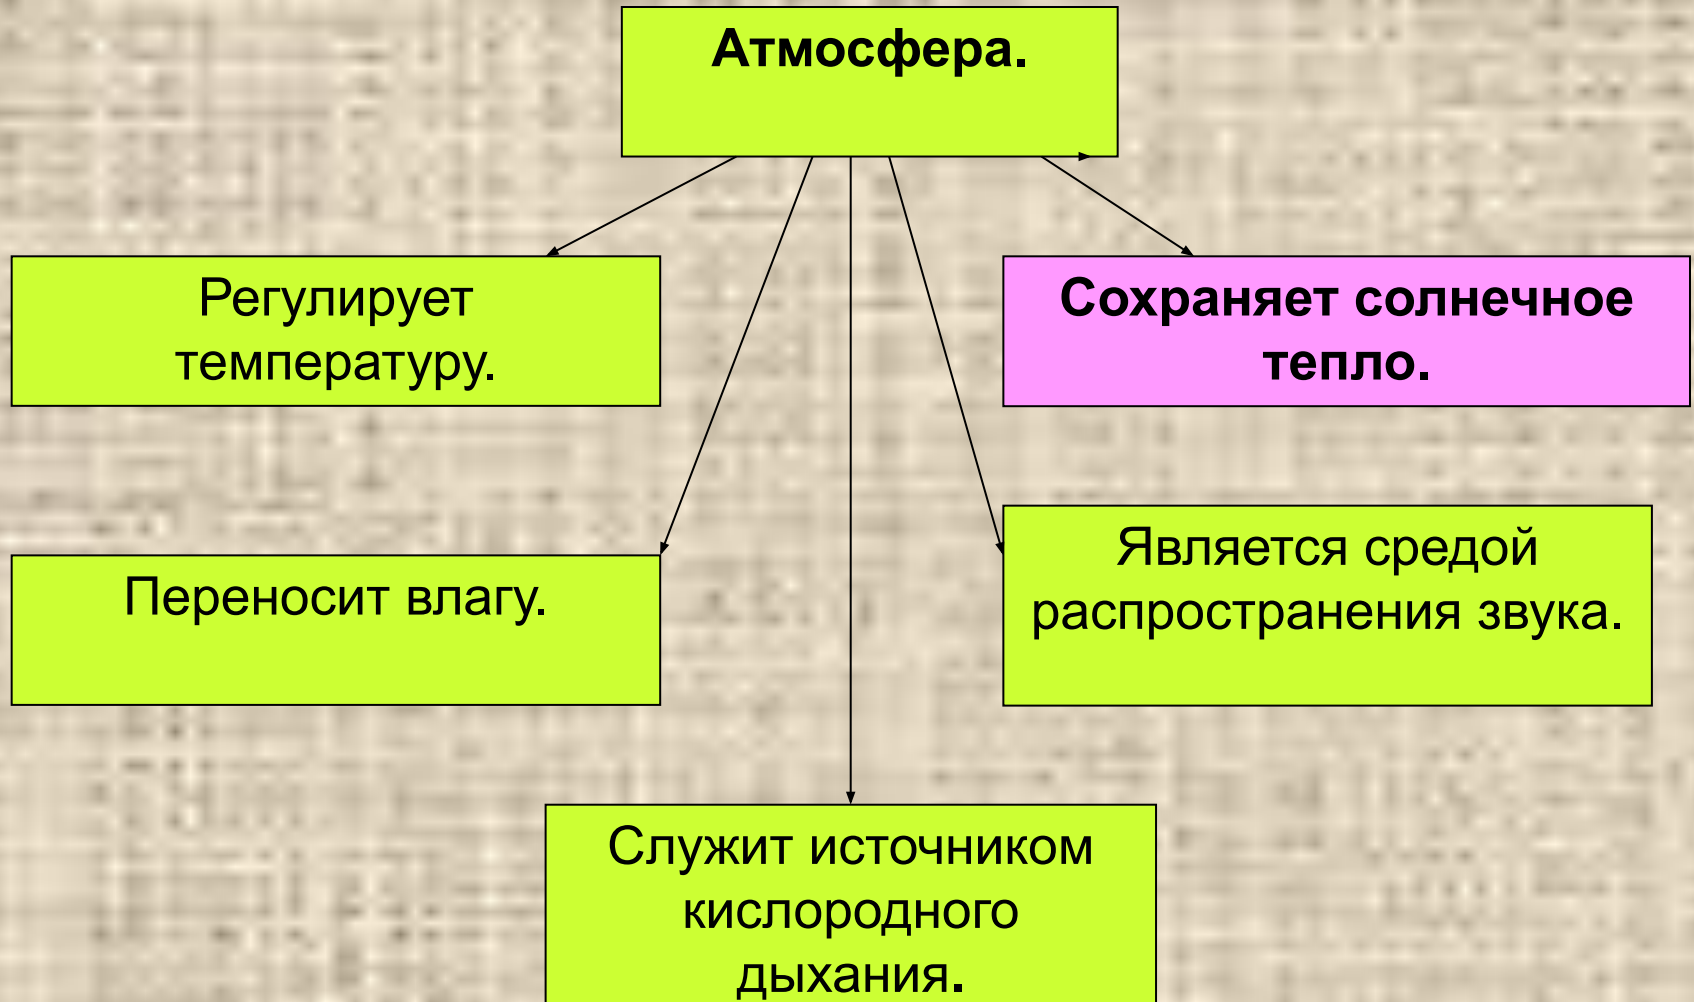 Атмосфера.
Регулирует
температуру.
Сохраняет солнечное
тепло.
Переносит влагу.
Является средой
распространения звука.
Служит источником
кислородного
дыхания.